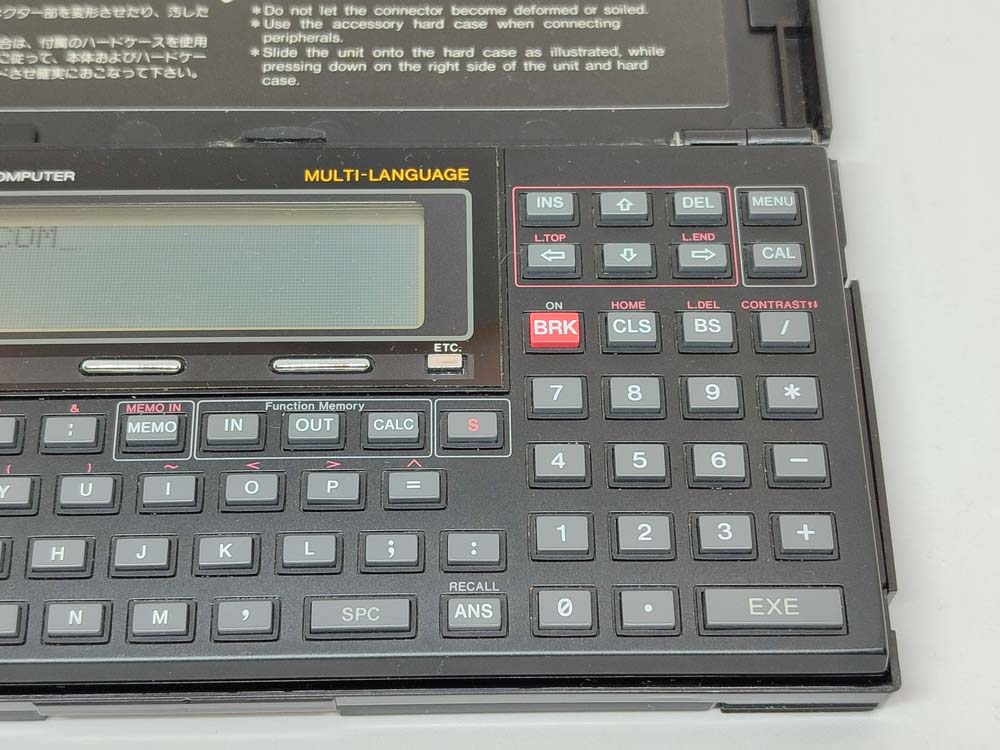 クター部を変形させたり、汚した
*Do not let the connector become deformed or soiled.
*Use the accessory hard case when connecting
peripherals.
合は、付属のハードケースを使用
に従って、本体およびハードケー
ドさせ確実におこなって下さい。
*Slide the unit onto the hard case as illustrated, while
pressing down on the right side of the unit and hard
case.
OMPUTER MULTI-LANGUAGE
COM_
ETC.
INS ⇧ DEL MENU
L.TOP L.END
⇦ ⇩ ⇨ CAL
ON HOME L.DEL CONTRAST⇧⇩
BRK CLS BS /
7 8 9 *
4 5 6 −
1 2 3 +
0 • EXE
& MEMO IN Function Memory
: MEMO IN OUT CALC S
( ) ~ < > ^
Y U I O P =
H J K L ; :
RECALL
N M , SPC ANS